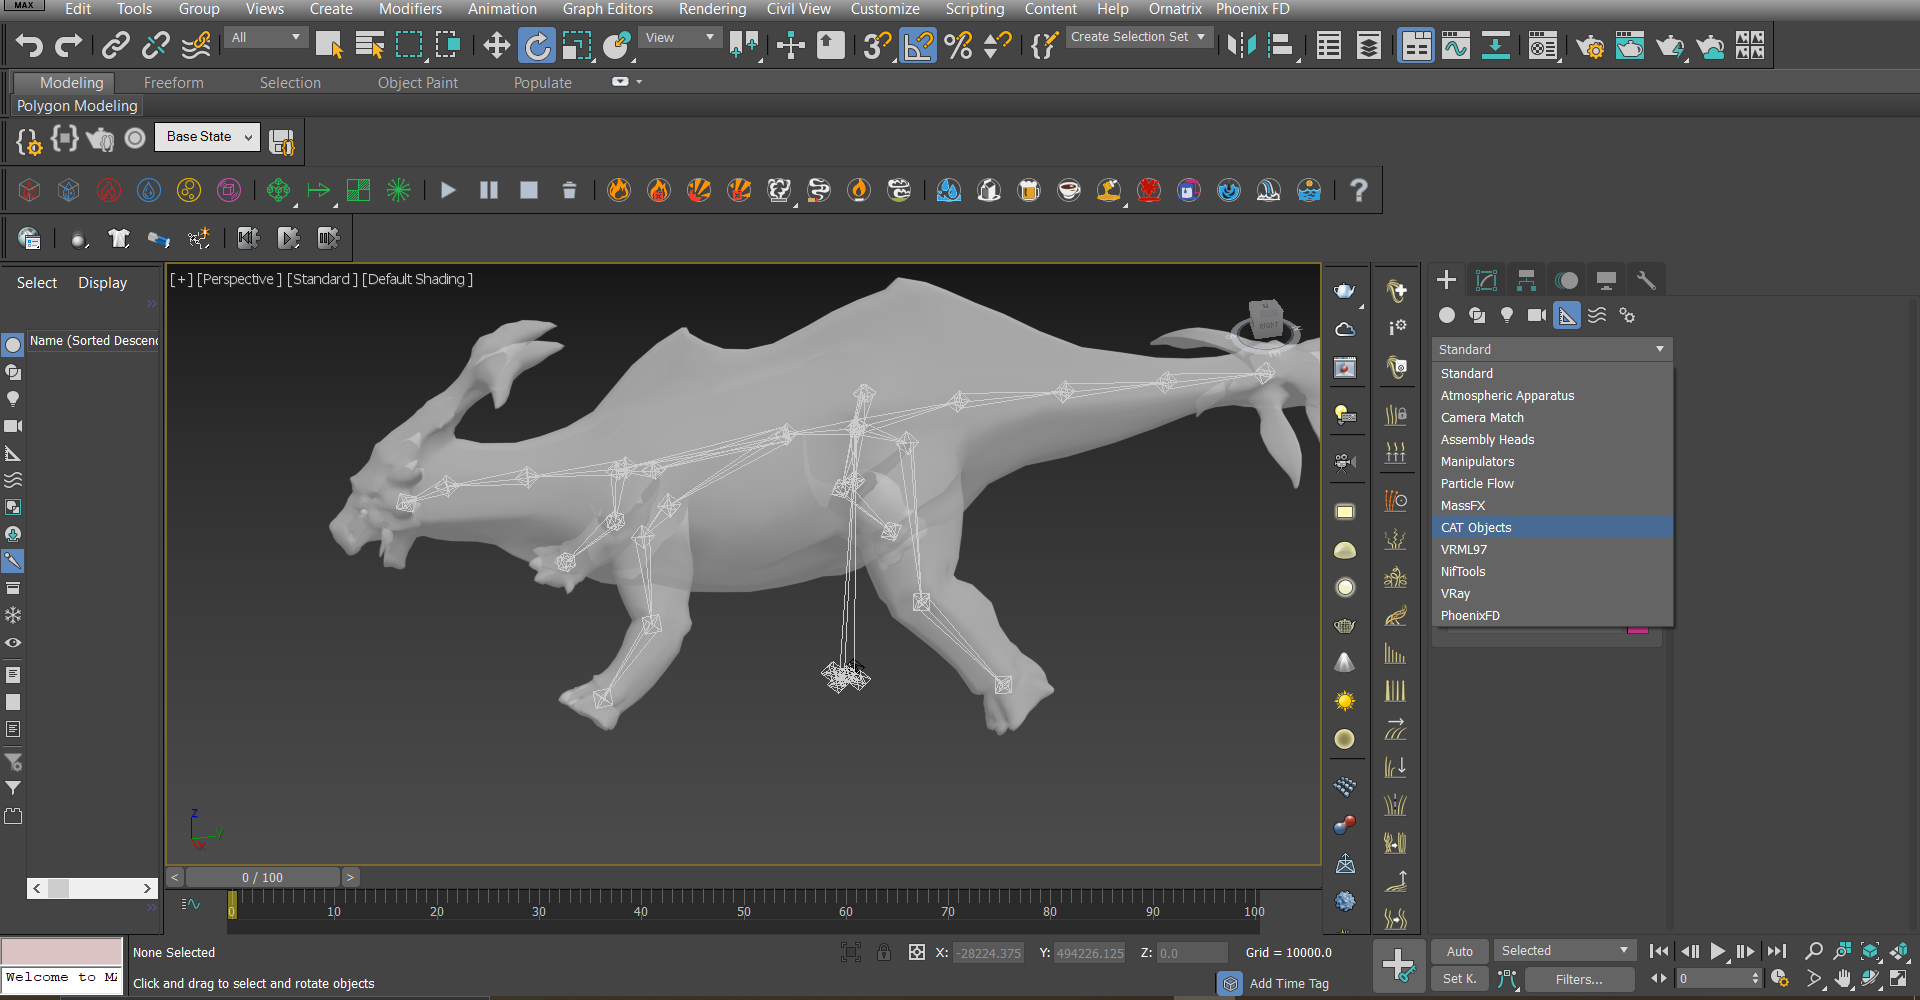 MAX
Edit Tools Group Views Create Modifiers Animation Graph Editors Rendering Civil View Customize Scripting Content Help Ornatrix Phoenix FD
All
View
3
Create Selection Set
Modeling Freeform Selection Object Paint Populate
Polygon Modeling
Base State
?
Select Display
[+] [Perspective] [Standard] [Default Shading]
Name (Sorted Descend
RIGHT
Standard
Standard
Atmospheric Apparatus
Camera Match
Assembly Heads
Manipulators
Particle Flow
MassFX
CAT Objects
VRML97
NifTools
VRay
PhoenixFD
z
y
x
< 0 / 100 >
0 10 20 30 40 50 60 70 80 90 100
None Selected
X: -28224.375 Y: 494226.125 Z: 0.0 Grid = 10000.0
Auto Selected
Welcome to MA
Click and drag to select and rotate objects
Add Time Tag
Set K. Filters...
0